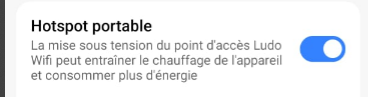 Hotspot portable
La mise sous tension du point d'accès Ludo
Wifi peut entraîner le chauffage de l'appareil
et consommer plus d'énergie